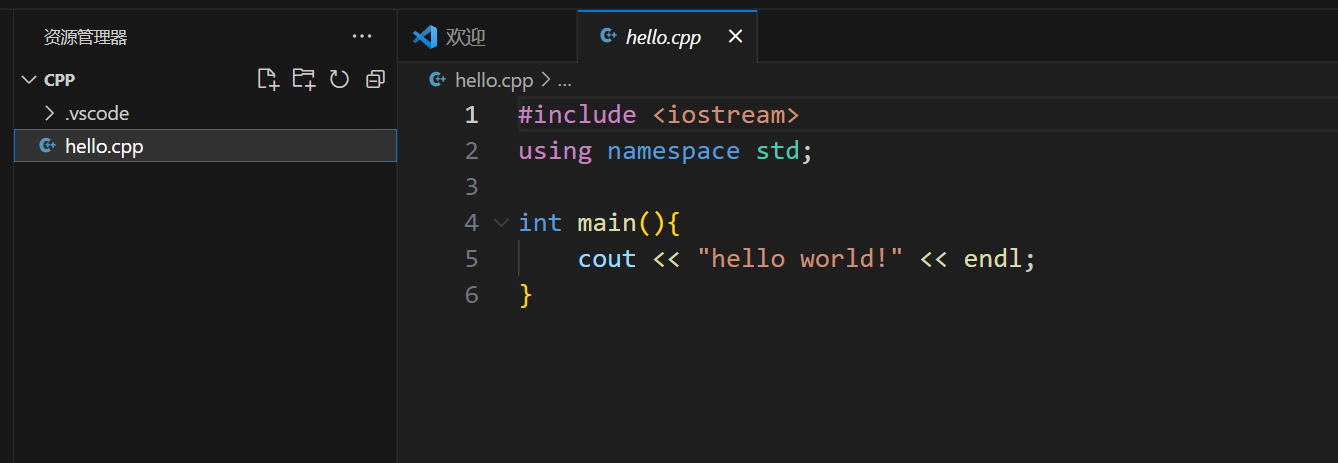 资源管理器 ...
CPP
.vscode
hello.cpp
欢迎
hello.cpp
hello.cpp > ...
1 #include <iostream>
2 using namespace std;
3
4 int main(){
5 cout << "hello world!" << endl;
6 }